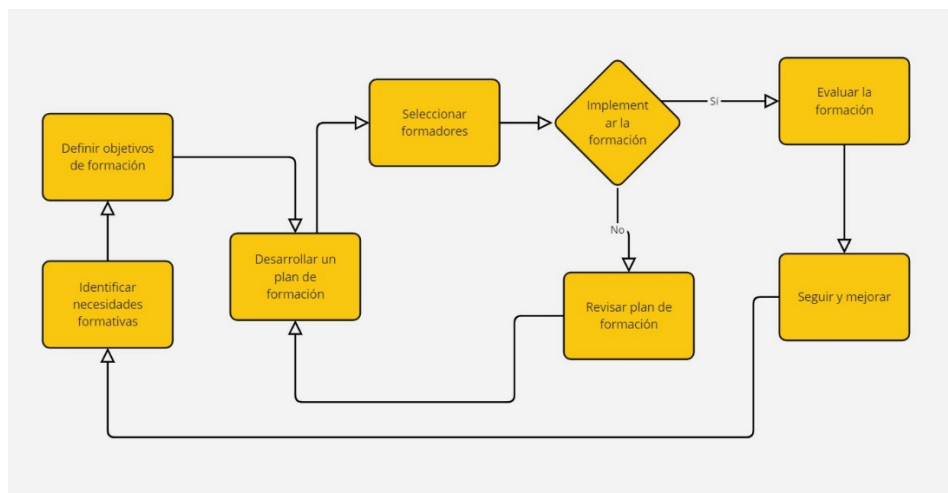 Identificar
necesidades
formativas
Definir objetivos
de formación
Desarrollar un
plan de
formación
Seleccionar
formadores
Implement
ar la
formación
Sí
Evaluar la
formación
No
Revisar plan de
formación
Seguir y mejorar